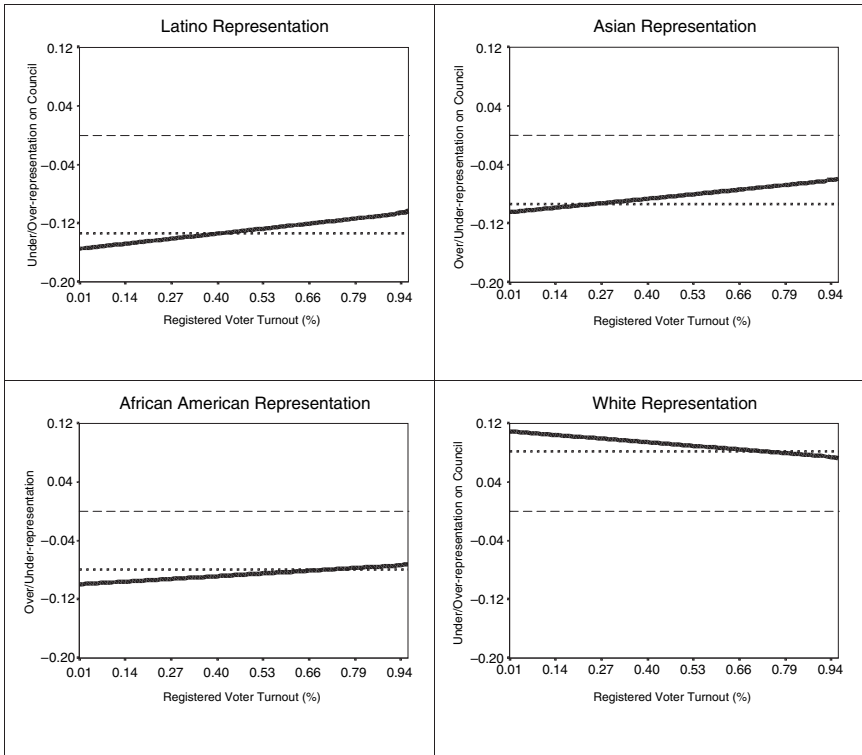 Latino Representation
Under/Over-representation on Council
0.12
0.04
−0.04
−0.12
−0.20
0.01 0.14 0.27 0.40 0.53 0.66 0.79 0.94
Registered Voter Turnout (%)
Asian Representation
Over/Under-representation on Council
0.12
0.04
−0.04
−0.12
−0.20
0.01 0.14 0.27 0.40 0.53 0.66 0.79 0.94
Registered Voter Turnout (%)
African American Representation
Over/Under-representation
0.12
0.04
−0.04
−0.12
−0.20
0.01 0.14 0.27 0.40 0.53 0.66 0.79 0.94
Registered Voter Turnout (%)
White Representation
Under/Over-representation on Council
0.12
0.04
−0.04
−0.12
−0.20
0.01 0.14 0.27 0.40 0.53 0.66 0.79 0.94
Registered Voter Turnout (%)